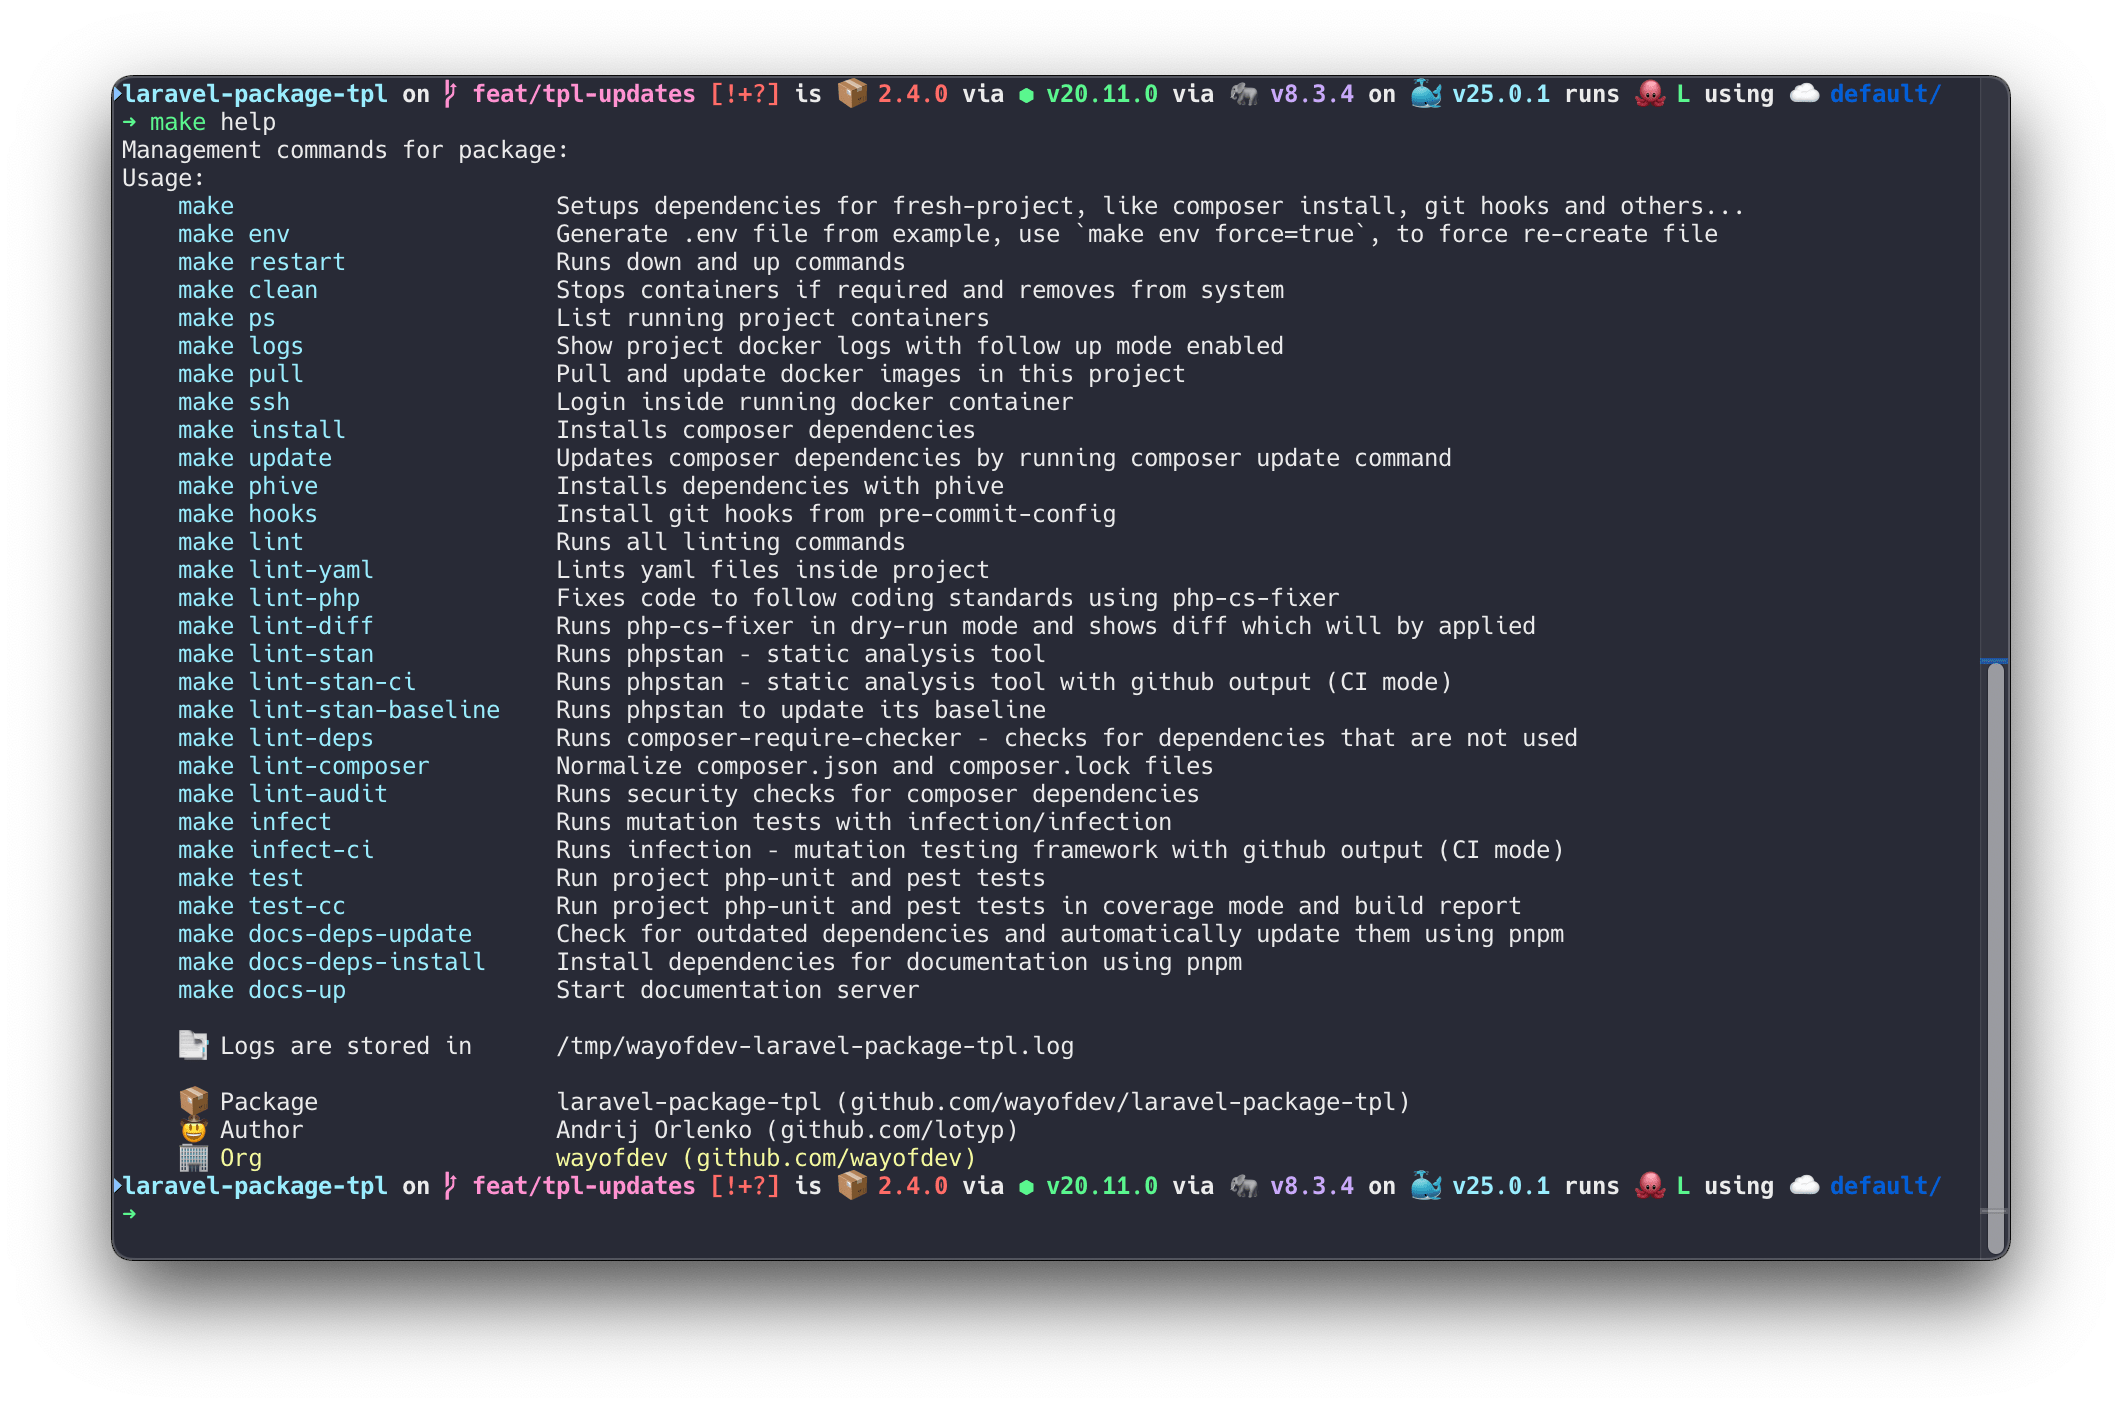 laravel-package-tpl on feat/tpl-updates [!+?] is 📦 2.4.0 via ⬢ v20.11.0 via 🐘 v8.3.4 on 🐳 v25.0.1 runs 🐙 L using ☁️ default/
➜ make help
Management commands for package:
Usage:
    make                       Setups dependencies for fresh-project, like composer install, git hooks and others...
    make env                   Generate .env file from example, use `make env force=true`, to force re-create file
    make restart               Runs down and up commands
    make clean                 Stops containers if required and removes from system
    make ps                    List running project containers
    make logs                  Show project docker logs with follow up mode enabled
    make pull                  Pull and update docker images in this project
    make ssh                   Login inside running docker container
    make install               Installs composer dependencies
    make update                Updates composer dependencies by running composer update command
    make phive                 Installs dependencies with phive
    make hooks                 Install git hooks from pre-commit-config
    make lint                  Runs all linting commands
    make lint-yaml             Lints yaml files inside project
    make lint-php              Fixes code to follow coding standards using php-cs-fixer
    make lint-diff             Runs php-cs-fixer in dry-run mode and shows diff which will by applied
    make lint-stan             Runs phpstan - static analysis tool
    make lint-stan-ci          Runs phpstan - static analysis tool with github output (CI mode)
    make lint-stan-baseline    Runs phpstan to update its baseline
    make lint-deps             Runs composer-require-checker - checks for dependencies that are not used
    make lint-composer         Normalize composer.json and composer.lock files
    make lint-audit            Runs security checks for composer dependencies
    make infect                Runs mutation tests with infection/infection
    make infect-ci             Runs infection - mutation testing framework with github output (CI mode)
    make test                  Run project php-unit and pest tests
    make test-cc               Run project php-unit and pest tests in coverage mode and build report
    make docs-deps-update      Check for outdated dependencies and automatically update them using pnpm
    make docs-deps-install     Install dependencies for documentation using pnpm
    make docs-up               Start documentation server
    📑 Logs are stored in      /tmp/wayofdev-laravel-package-tpl.log
    📦 Package                 laravel-package-tpl (github.com/wayofdev/laravel-package-tpl)
    🤠 Author                  Andrij Orlenko (github.com/lotyp)
    🏢 Org                     wayofdev (github.com/wayofdev)
laravel-package-tpl on feat/tpl-updates [!+?] is 📦 2.4.0 via ⬢ v20.11.0 via 🐘 v8.3.4 on 🐳 v25.0.1 runs 🐙 L using ☁️ default/
➜